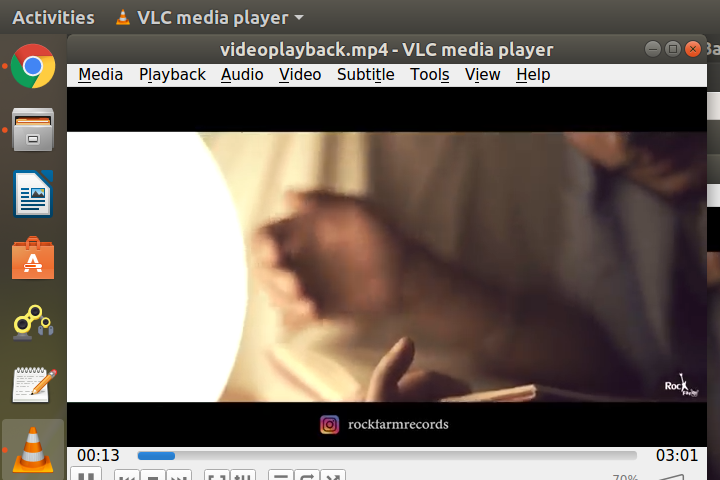 Activities VLC media player
videoplayback.mp4 - VLC media player
Media Playback Audio Video Subtitle Tools View Help
Rock
rockfarmrecords
00:13 03:01
70%